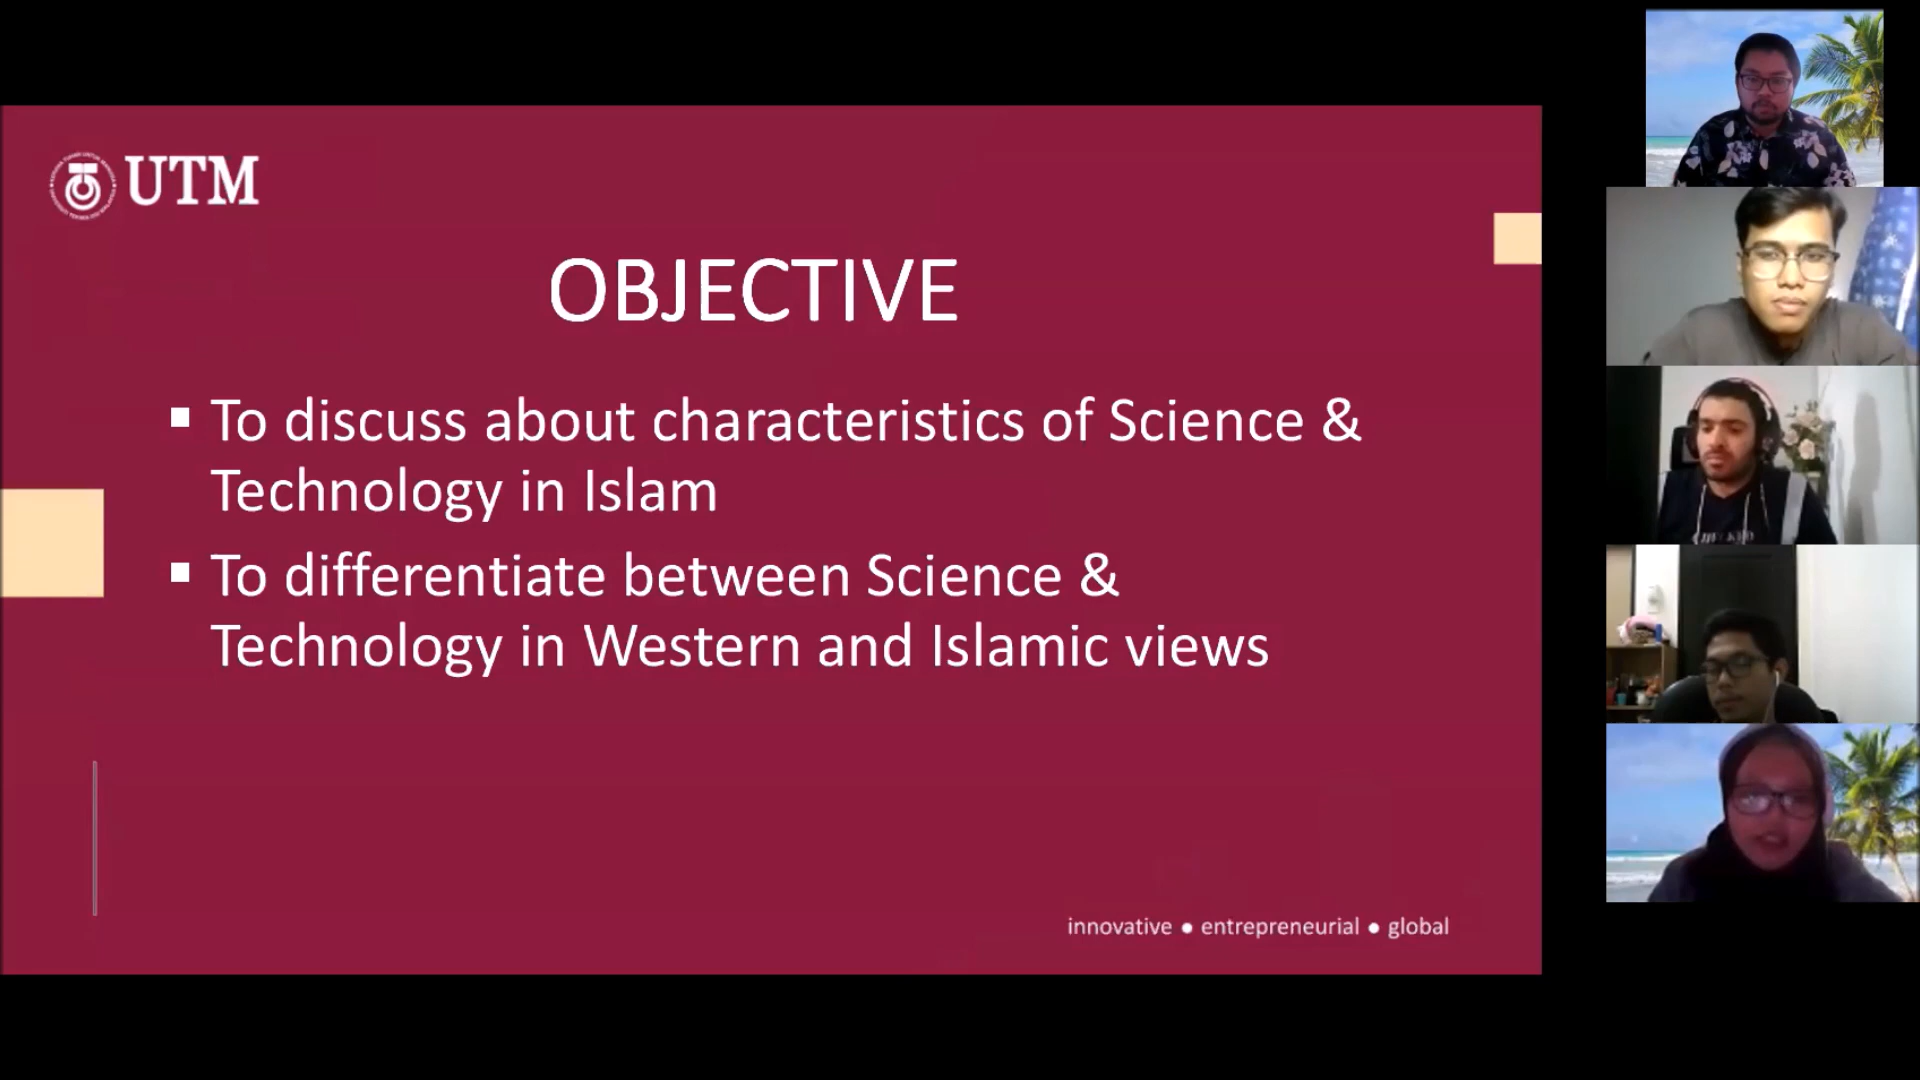 UTM
OBJECTIVE
▪ To discuss about characteristics of Science &
Technology in Islam
▪ To differentiate between Science &
Technology in Western and Islamic views
innovative ● entrepreneurial ● global